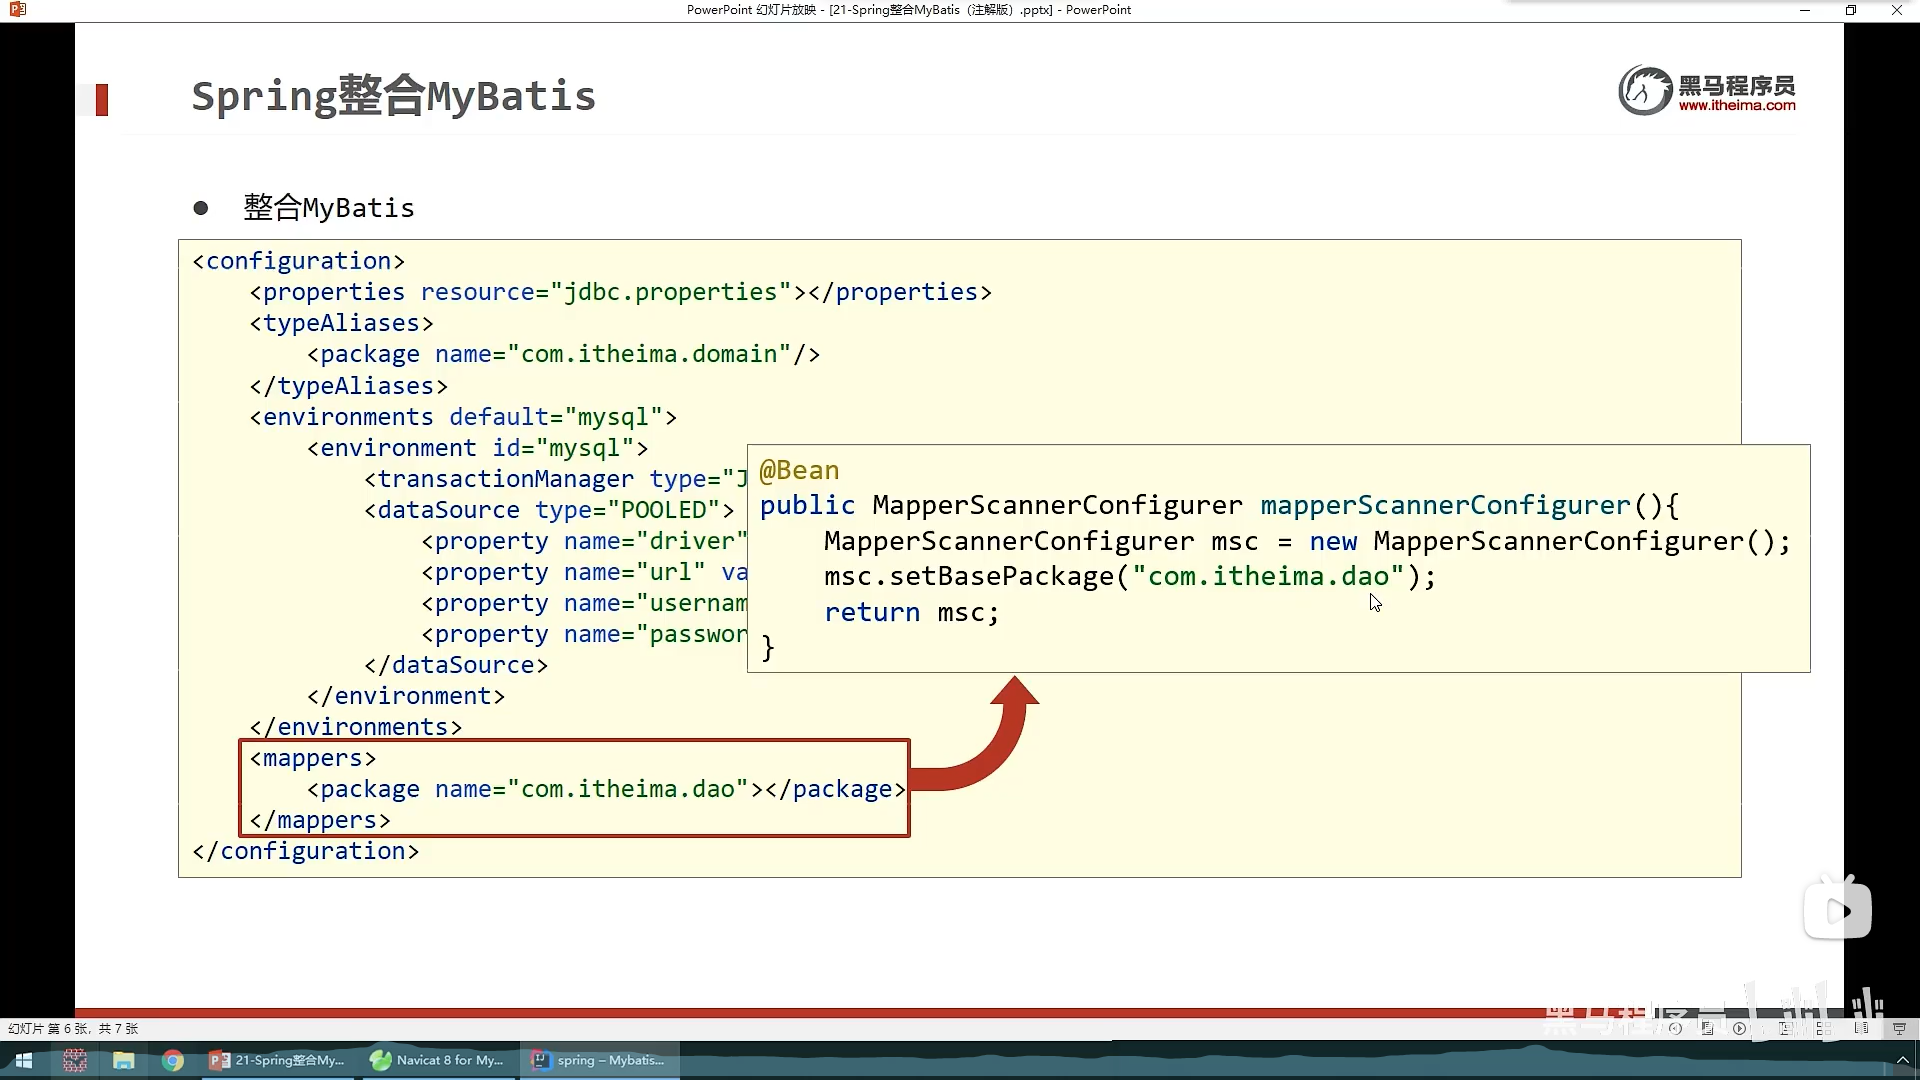 PowerPoint 幻灯片放映 - [21-Spring整合MyBatis（注解版）.pptx] - PowerPoint
Spring整合MyBatis
黑马程序员
www.itheima.com
● 整合MyBatis
<configuration>
    <properties resource="jdbc.properties"></properties>
    <typeAliases>
        <package name="com.itheima.domain"/>
    </typeAliases>
    <environments default="mysql">
        <environment id="mysql">
            <transactionManager type="J
            <dataSource type="POOLED">
                <property name="driver"
                <property name="url" va
                <property name="usernam
                <property name="passwor
            </dataSource>
        </environment>
    </environments>
    <mappers>
        <package name="com.itheima.dao"></package>
    </mappers>
</configuration>
@Bean
public MapperScannerConfigurer mapperScannerConfigurer(){
    MapperScannerConfigurer msc = new MapperScannerConfigurer();
    msc.setBasePackage("com.itheima.dao");
    return msc;
}
黑马程序员
幻灯片 第 6 张，共 7 张
21-Spring整合My...
Navicat 8 for My...
spring – Mybatis...